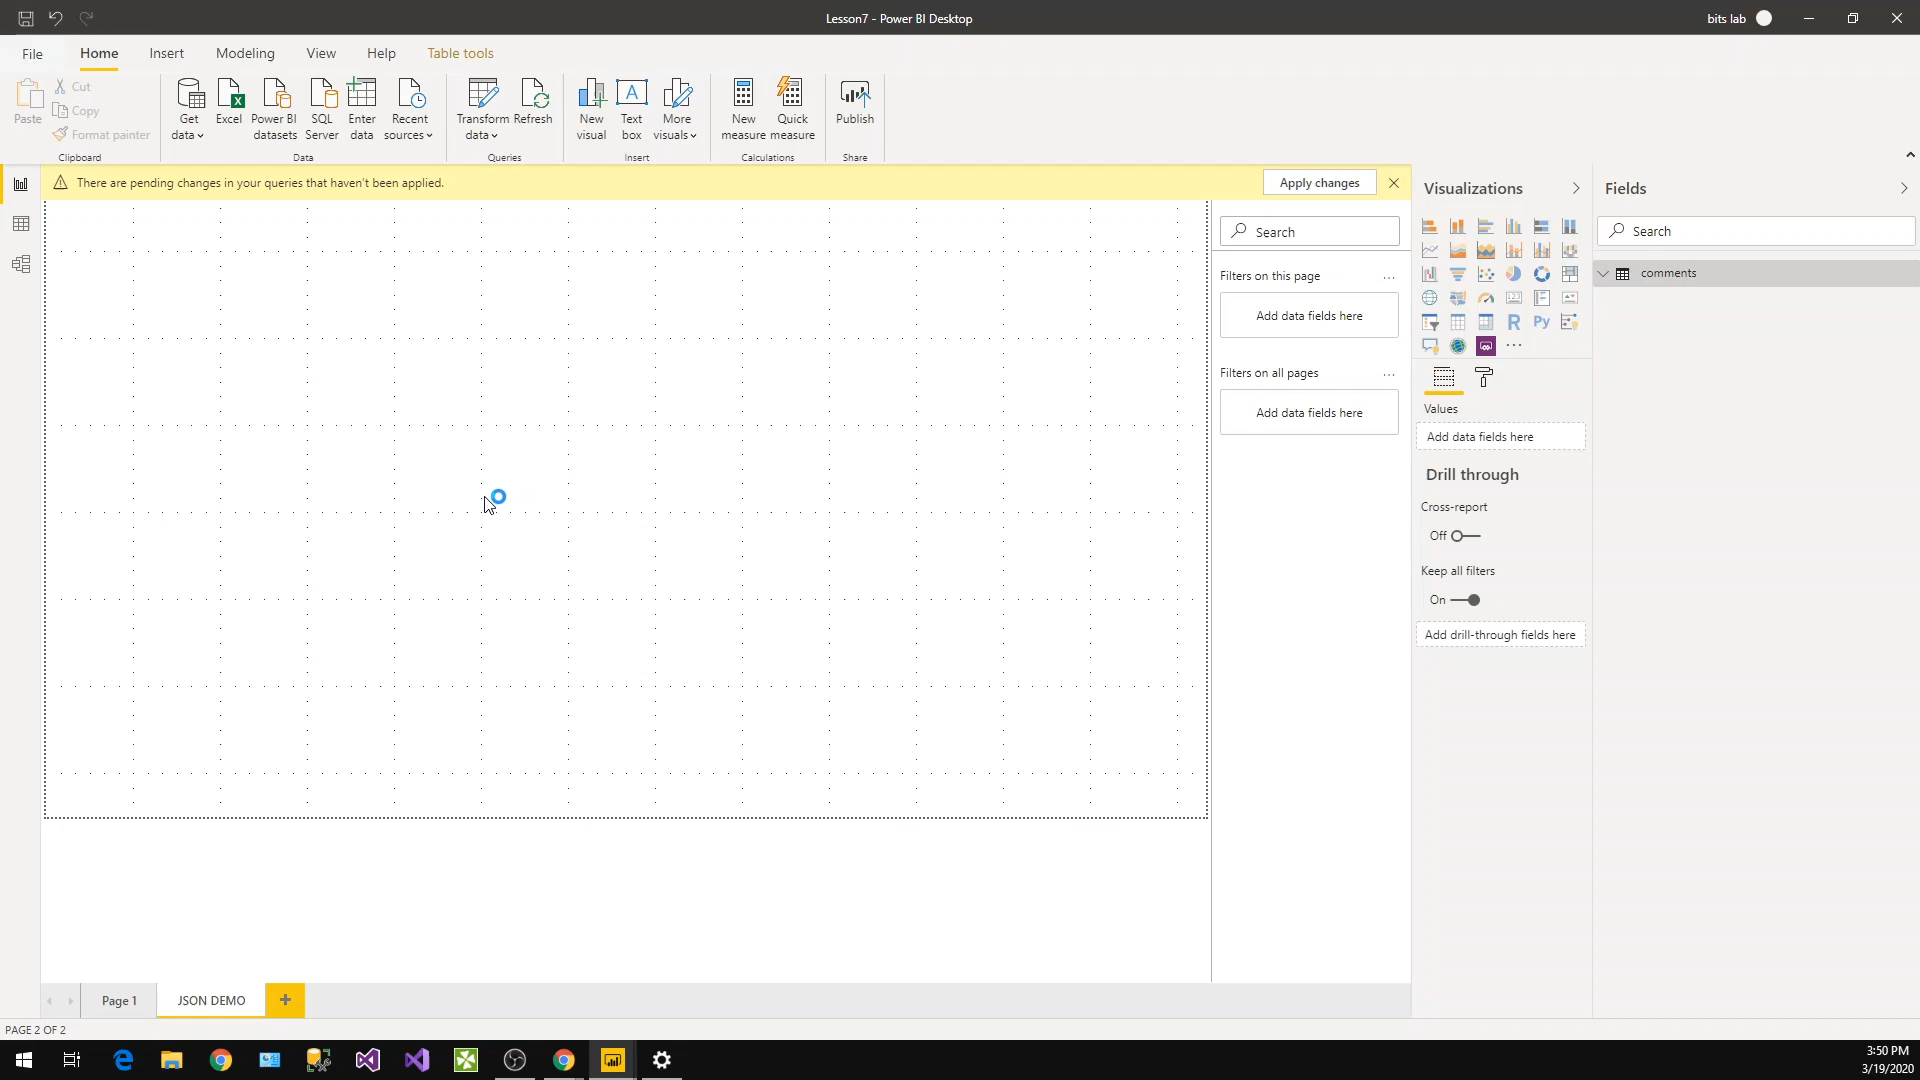 Lesson7 - Power BI Desktop
bits lab
File
Home
Insert
Modeling
View
Help
Table tools
Paste
Cut
Copy
Format painter
Clipboard
Get data
Excel
Power BI datasets
SQL Server
Enter data
Recent sources
Data
Transform data
Refresh
Queries
New visual
A
Text box
More visuals
Insert
New measure
Quick measure
Calculations
Publish
Share
There are pending changes in your queries that haven't been applied.
Apply changes
Search
Filters on this page
...
Add data fields here
Filters on all pages
...
Add data fields here
Visualizations
123
R
Py
...
Values
Add data fields here
Drill through
Cross-report
Off
Keep all filters
On
Add drill-through fields here
Fields
Search
comments
Page 1
JSON DEMO
+
PAGE 2 OF 2
3:50 PM
3/19/2020